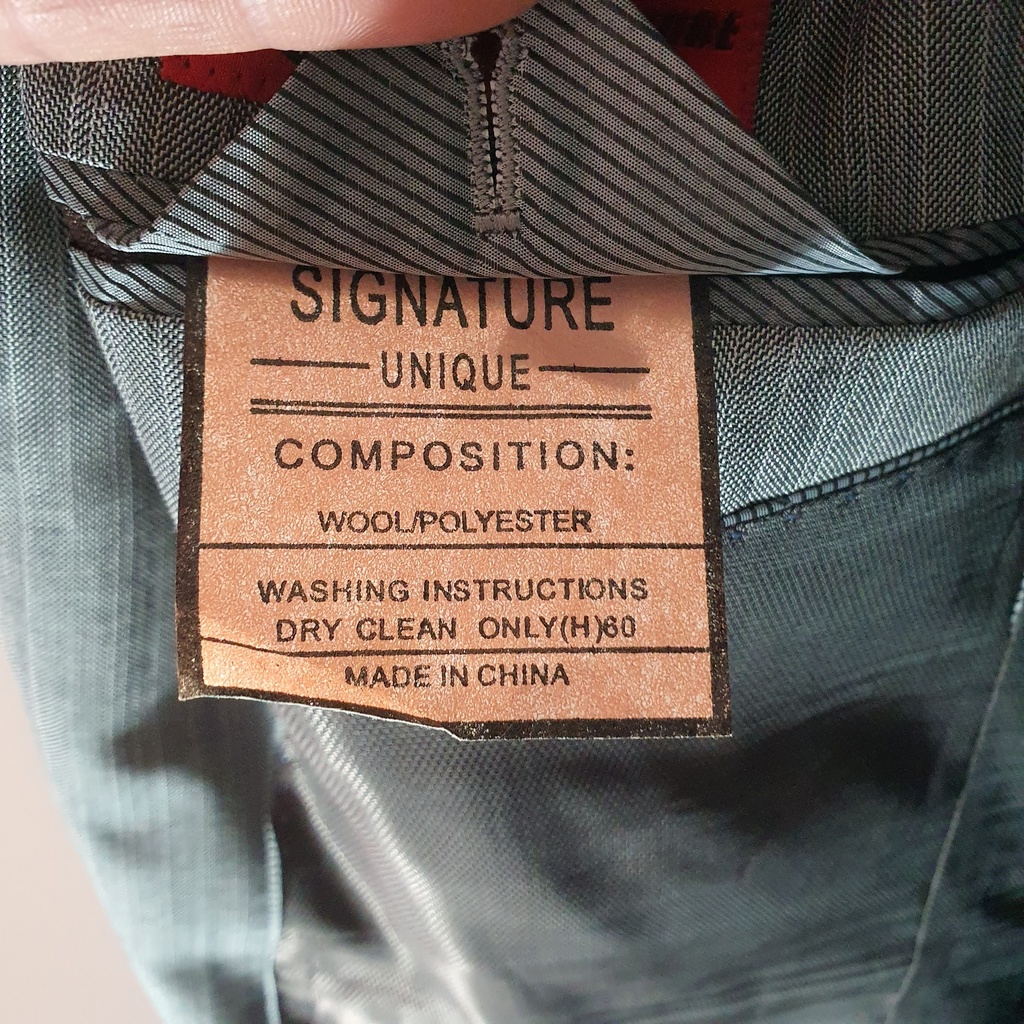 SIGNATURE
UNIQUE
COMPOSITION:
WOOL/POLYESTER
WASHING INSTRUCTIONS
DRY CLEAN ONLY(H)60
MADE IN CHINA